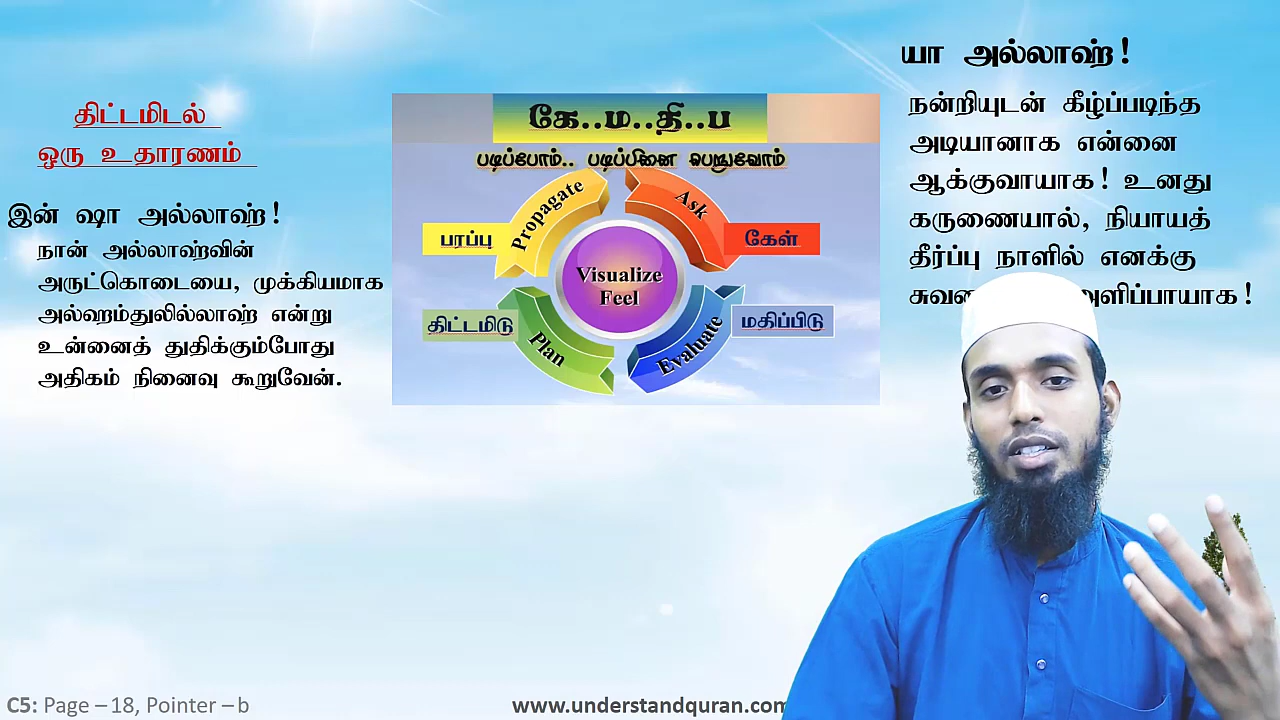 திட்டமிடல்
ஒரு உதாரணம்
இன் ஷா அல்லாஹ்!
நான் அல்லாஹ்வின்
அருட்கொடையை, முக்கியமாக
அல்ஹம்துலில்லாஹ் என்று
உன்னைத் துதிக்கும்போது
அதிகம் நினைவு கூறுவேன்.
கே..ம..தி..ப
படிப்போம்.. படிப்பினை பெறுவோம்
Propagate
Ask
பரப்பு
கேள்
Visualize
Feel
திட்டமிடு
மதிப்பிடு
Plan
Evaluate
யா அல்லாஹ்!
நன்றியுடன் கீழ்ப்படிந்த
அடியானாக என்னை
ஆக்குவாயாக! உனது
கருணையால், நியாயத்
தீர்ப்பு நாளில் எனக்கு
அளிப்பாயாக!
C5: Page – 18, Pointer – b
www.understandquran.com